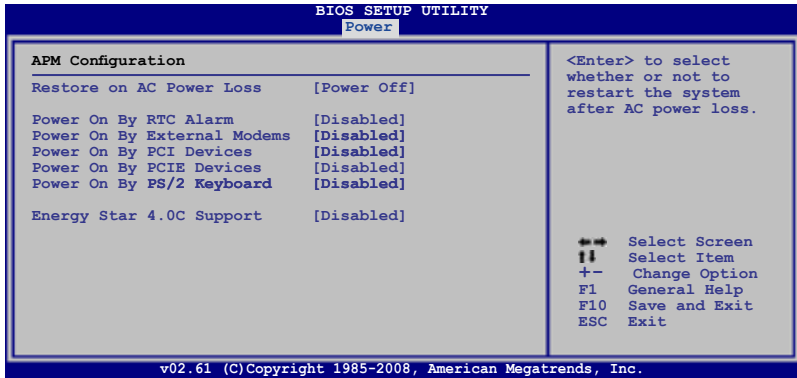 BIOS SETUP UTILITY
Power
APM Configuration
Restore on AC Power Loss [Power Off]
Power On By RTC Alarm [Disabled]
Power On By External Modems [Disabled]
Power On By PCI Devices [Disabled]
Power On By PCIE Devices [Disabled]
Power On By PS/2 Keyboard [Disabled]
Energy Star 4.0C Support [Disabled]
<Enter> to select
whether or not to
restart the system
after AC power loss.
←→ Select Screen
↑↓ Select Item
+- Change Option
F1 General Help
F10 Save and Exit
ESC Exit
v02.61 (C)Copyright 1985-2008, American Megatrends, Inc.